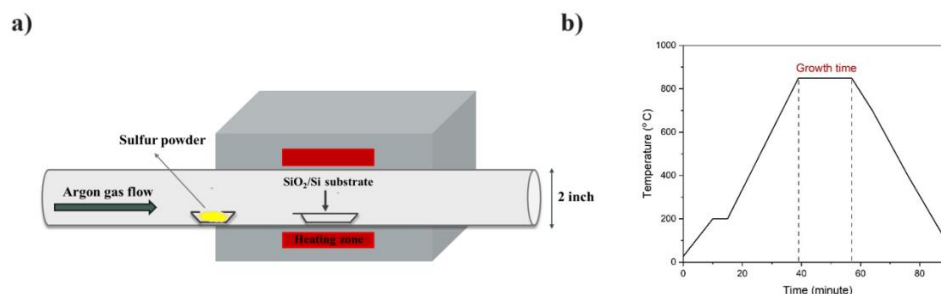 a)
Sulfur powder
Argon gas flow
SiO₂/Si substrate
2 inch
Heating zone
b)
1000
800
600
400
200
0
Temperature (° C)
Growth time
0
20
40
60
80
Time (minute)